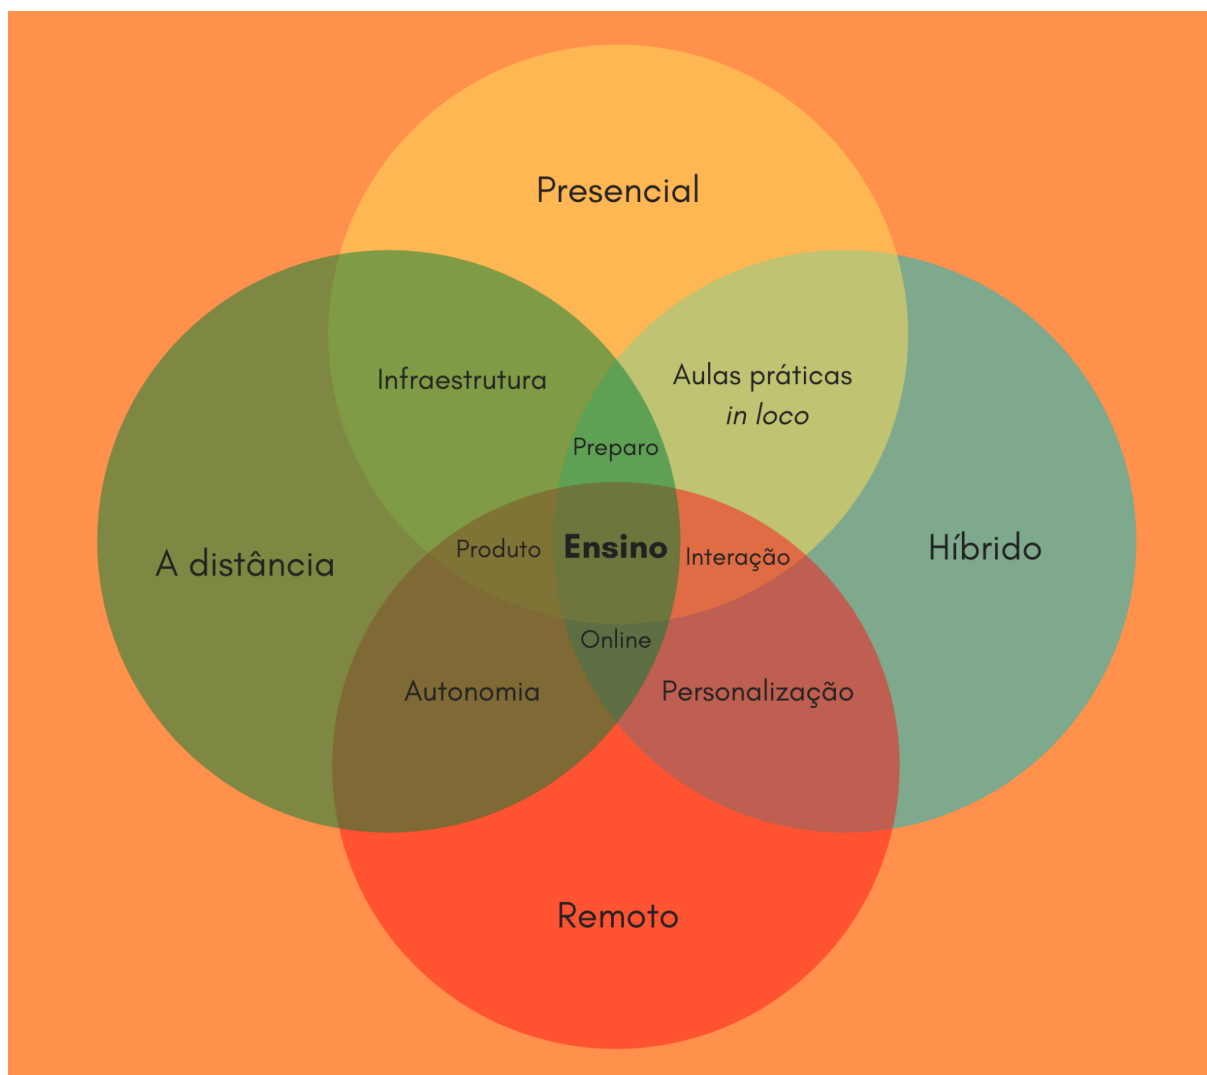 Presencial
Infraestrutura
Aulas práticas
in loco
Preparo
A distância
Produto
Ensino
Interação
Híbrido
Online
Autonomia
Personalização
Remoto